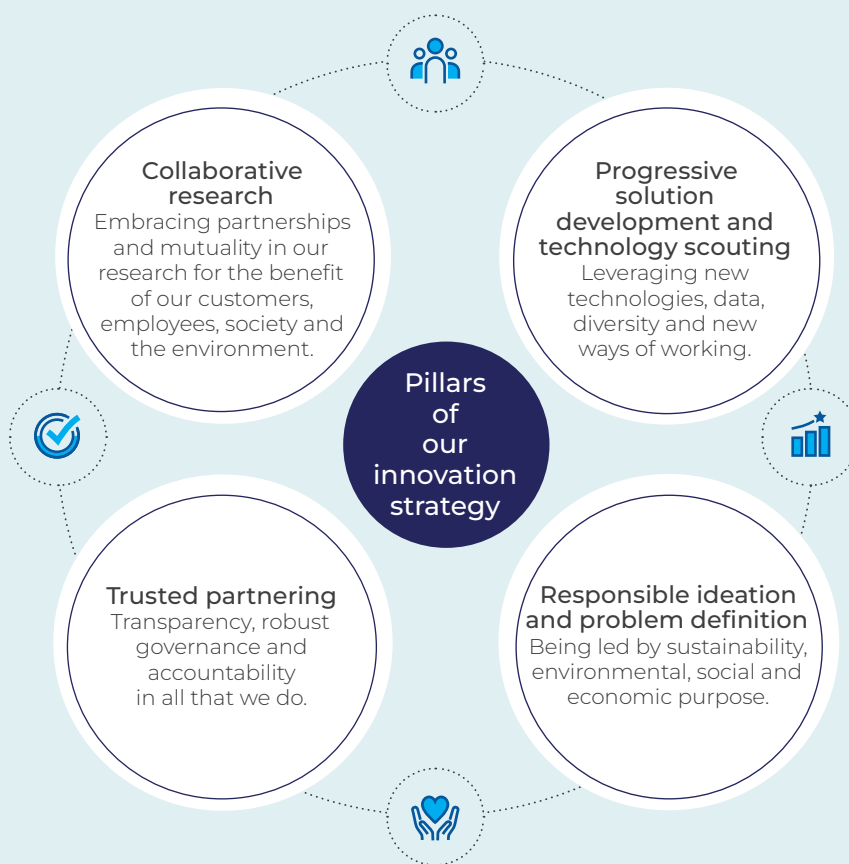 Collaborative
research
Embracing partnerships
and mutuality in our
research for the benefit
of our customers,
employees, society and
the environment.
Progressive
solution
development and
technology scouting
Leveraging new
technologies, data,
diversity and new
ways of working.
Pillars
of
our
innovation
strategy
Trusted partnering
Transparency, robust
governance and
accountability
in all that we do.
Responsible ideation
and problem definition
Being led by sustainability,
environmental, social and
economic purpose.